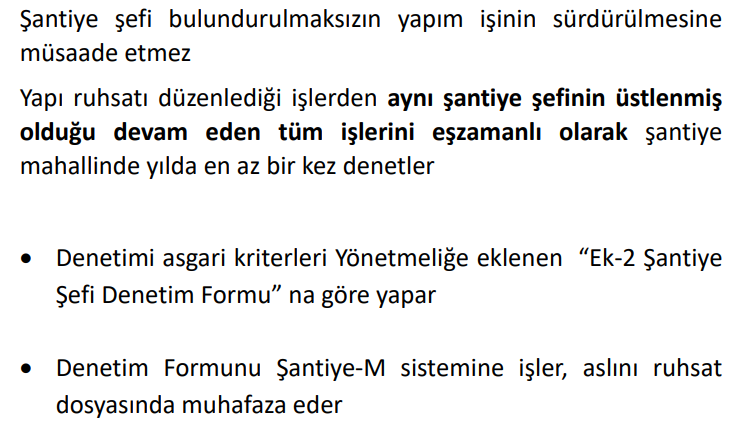 Şantiye şefi bulundurulmaksızın yapım işinin sürdürülmesine
müsaade etmez
Yapı ruhsatı düzenlediği işlerden aynı şantiye şefinin üstlenmiş
olduğu devam eden tüm işlerini eşzamanlı olarak şantiye
mahallinde yılda en az bir kez denetler
• Denetimi asgari kriterleri Yönetmeliğe eklenen “Ek-2 Şantiye
Şefi Denetim Formu” na göre yapar
• Denetim Formunu Şantiye-M sistemine işler, aslını ruhsat
dosyasında muhafaza eder